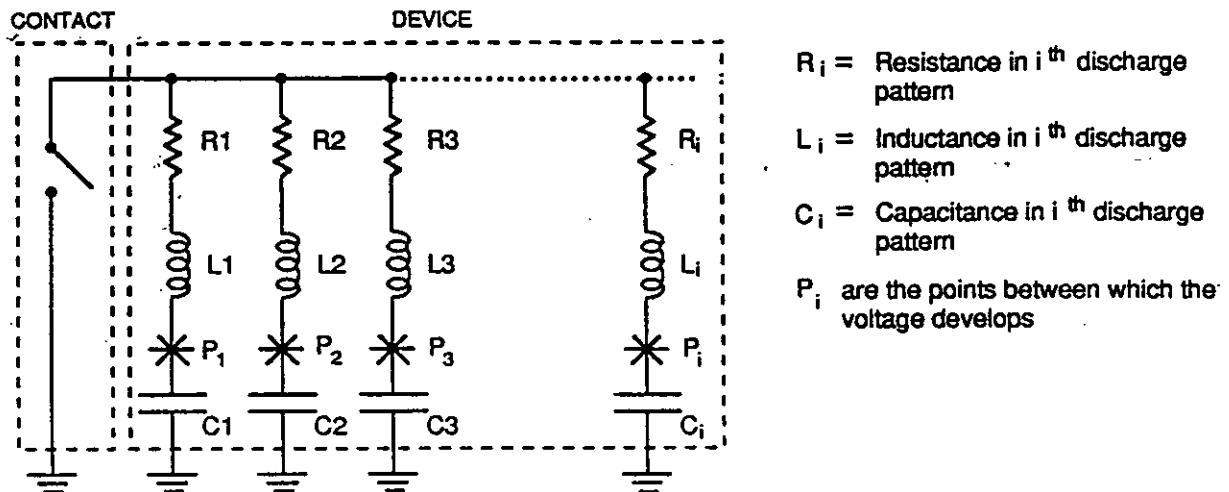 CONTACT DEVICE
R1 R2 R3 Ri
L1 L2 L3 Li
P1 P2 P3 Pi
C1 C2 C3 Ci
Ri = Resistance in i th discharge
pattern
Li = Inductance in i th discharge
pattern
Ci = Capacitance in i th discharge
pattern
Pi are the points between which the
voltage develops